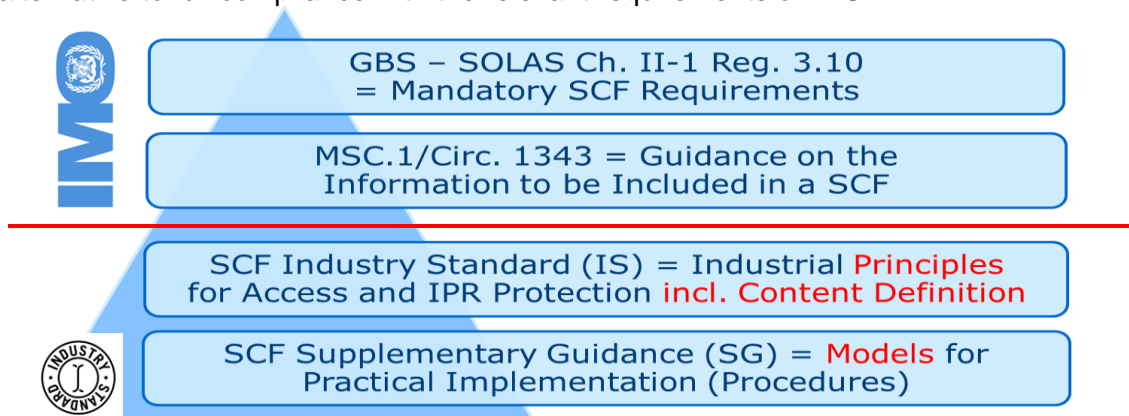 GBS – SOLAS Ch. II-1 Reg. 3.10
= Mandatory SCF Requirements
IMO
MSC.1/Circ. 1343 = Guidance on the
Information to be Included in a SCF
SCF Industry Standard (IS) = Industrial Principles
for Access and IPR Protection incl. Content Definition
SCF Supplementary Guidance (SG) = Models for
Practical Implementation (Procedures)
INDUSTRY
STANDARD